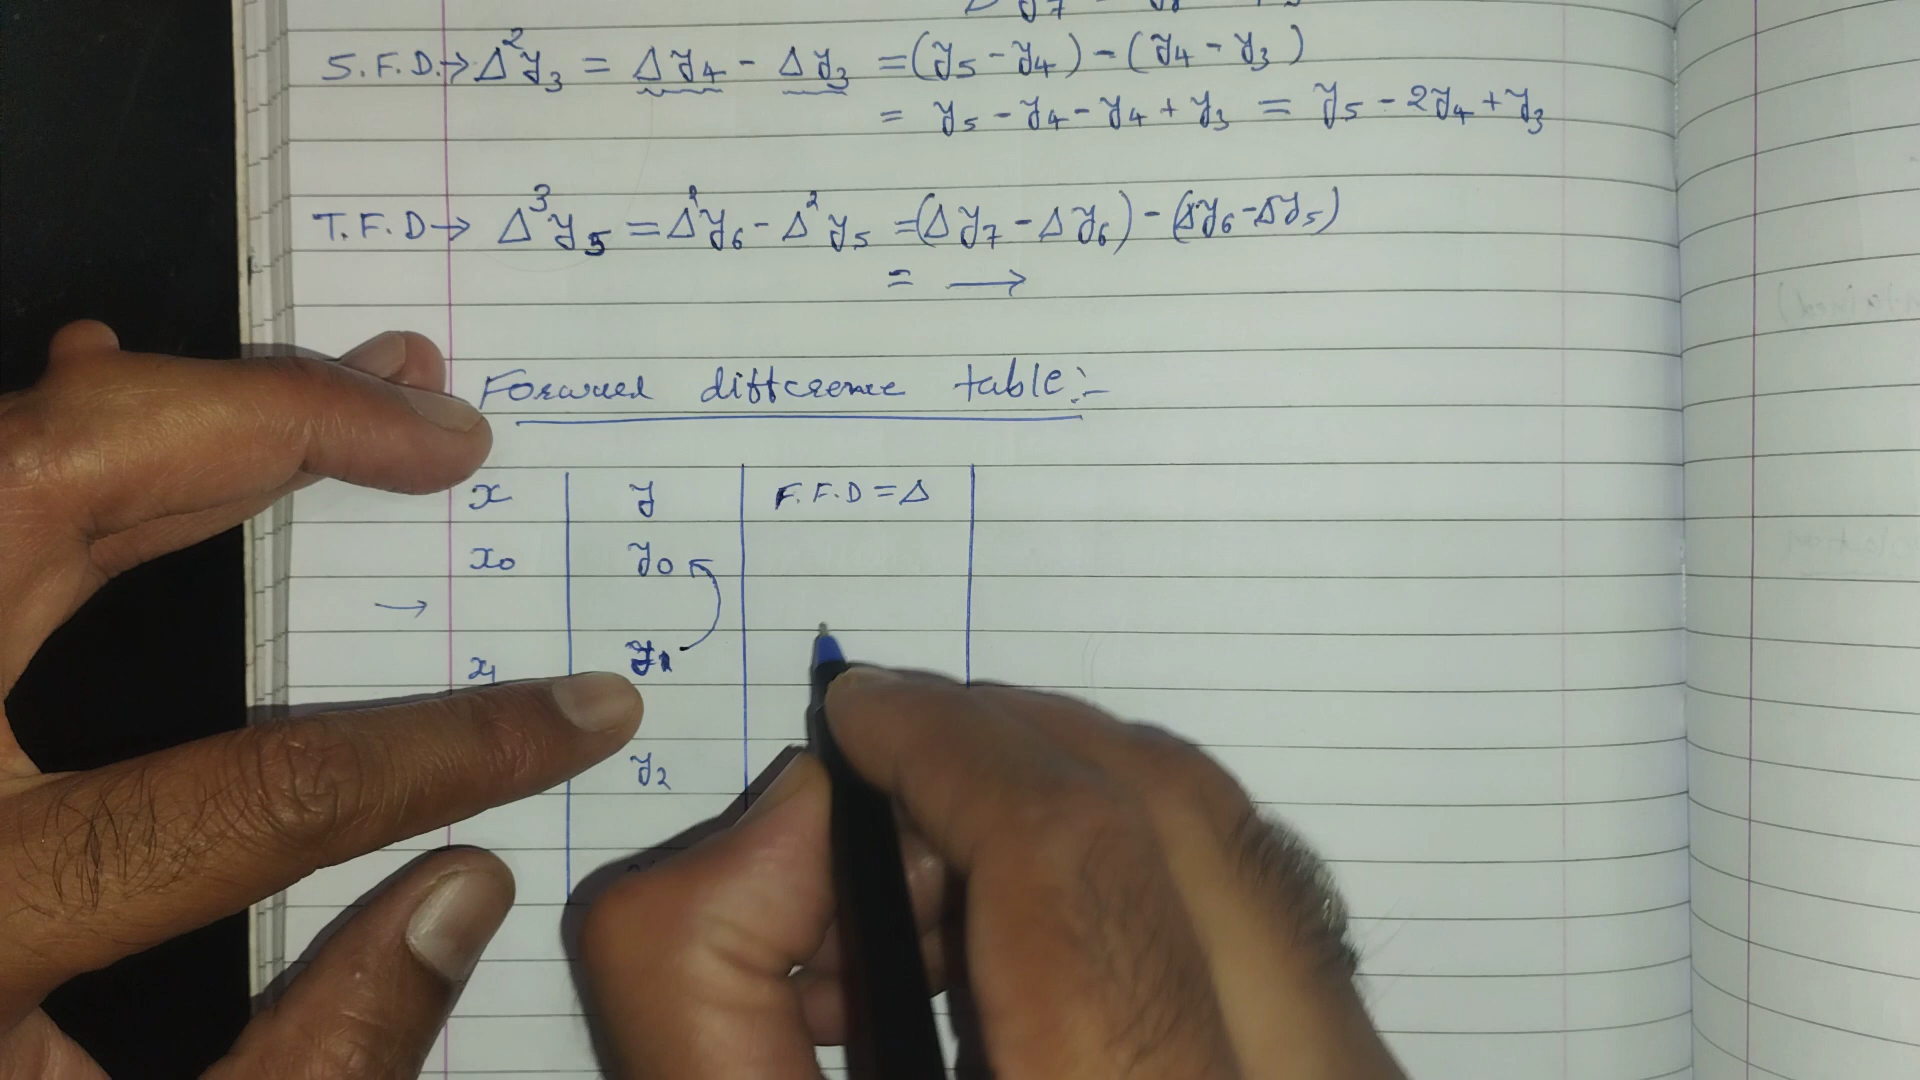 S.F.D.→ Δ²y₃ = Δy₄ - Δy₃ = (y₅ - y₄) - (y₄ - y₃)
= y₅ - y₄ - y₄ + y₃ = y₅ - 2y₄ + y₃
T.F.D→ Δ³y₅ = Δ²y₆ - Δ²y₅ = (Δy₇ - Δy₆) - (Δy₆ - Δy₅)
= →
Forward difference table:-
x y F.F.D = Δ
x₀ y₀
→
x₁ y₁
y₂